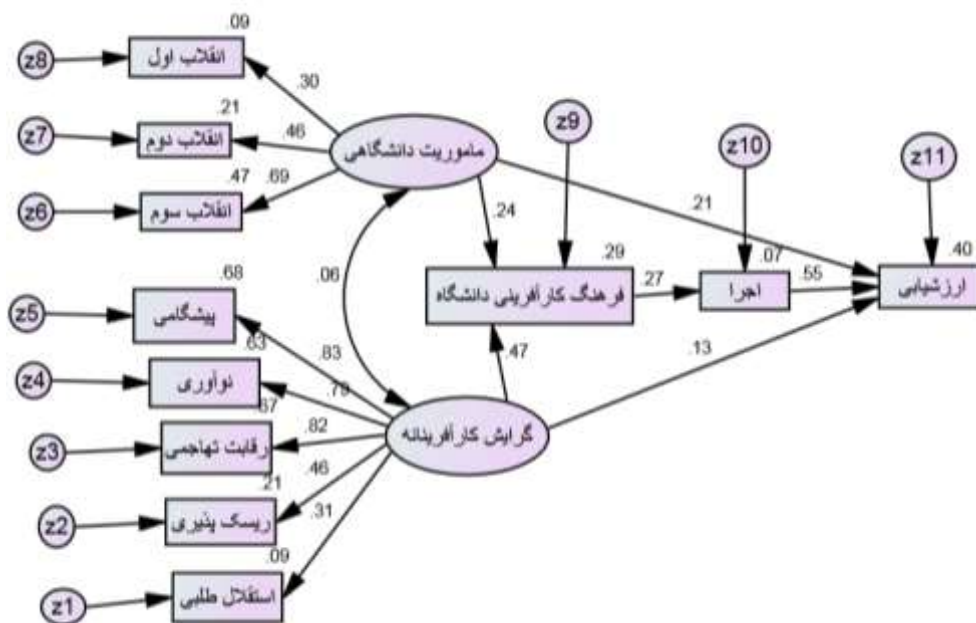 .09
z8
انقلاب اول
.30
.21
z7
انقلاب دوم
.46
ماموریت دانشگاهی
z9
z10
z11
.47
.69
z6
انقلاب سوم
.24
.21
.06
.29
.07
.40
فرهنگ کارآفرینی دانشگاه
.27
اجرا
.55
ارزشیابی
.68
z5
پیشگامی
.83
.63
.47
.13
z4
نوآوری
.79
.67
z3
رقابت تهاجمی
.82
گرایش کارآفرینانه
.46
.21
z2
ریسک پذیری
.31
.09
z1
استقلال طلبی